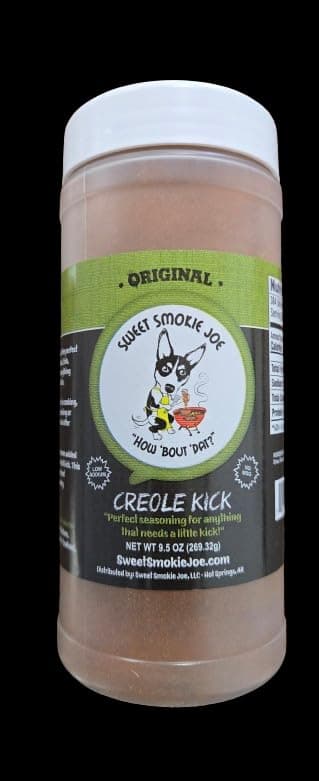 · ORIGINAL ·
SWEET SMOKIE JOE
"HOW 'BOUT 'DAT?"
LOW
SODIUM
NO
MSG
CREOLE KICK
"Perfect seasoning for anything
that needs a little kick!"
NET WT 9.5 OZ (269.32g)
SweetSmokieJoe.com
Distributed by: Sweet Smokie Joe, LLC · Hot Springs, AR